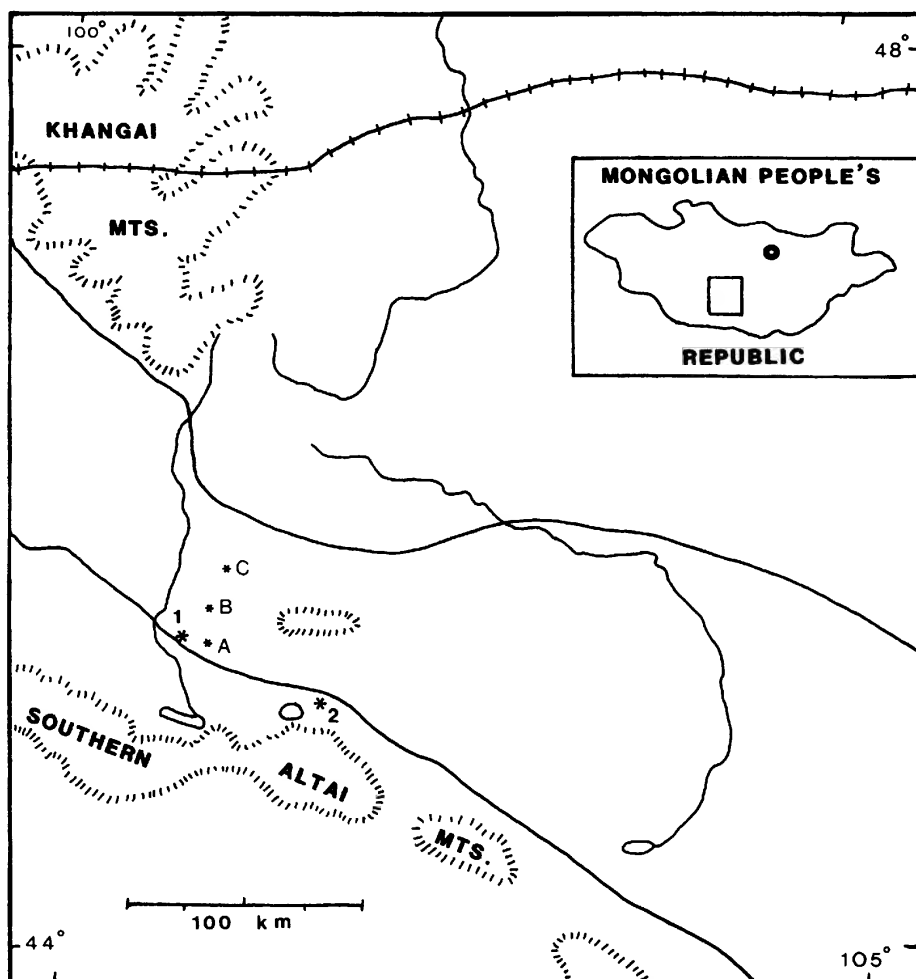 100°
48°
KHANGAI
MTS.
MONGOLIAN PEOPLE'S
REPUBLIC
C
B
1
A
2
SOUTHERN
ALTAI
MTS.
100 km
44°
105°